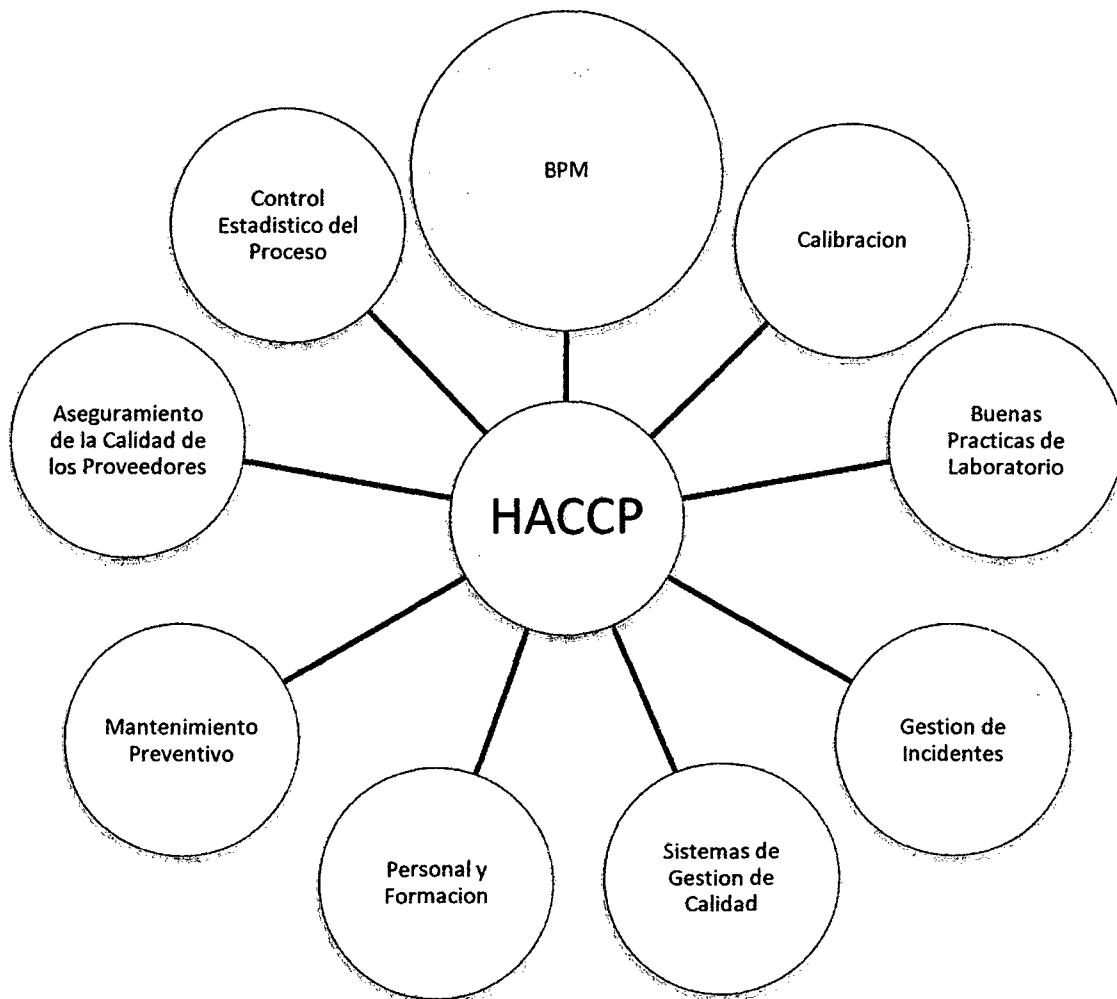 BPM
Control
Estadistico del
Proceso
Calibracion
Aseguramiento
de la Calidad de
los Proveedores
Buenas
Practicas de
Laboratorio
HACCP
Mantenimiento
Preventivo
Gestion de
Incidentes
Personal y
Formacion
Sistemas de
Gestion de
Calidad